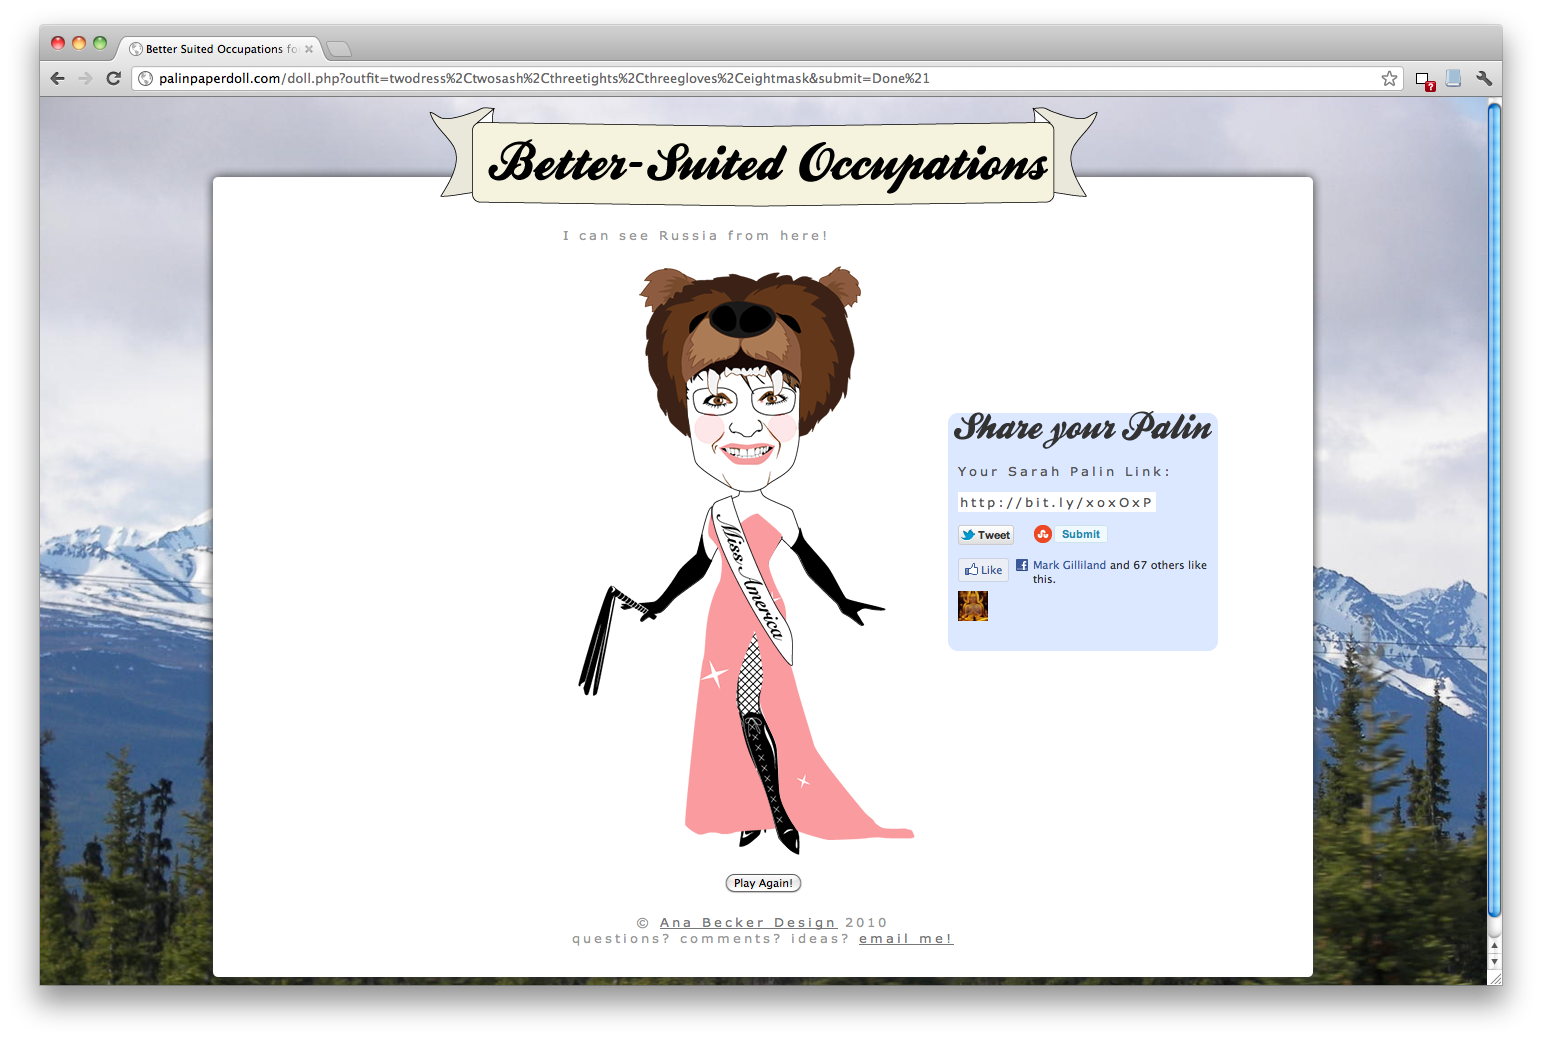 Better Suited Occupations fo
palinpaperdoll.com/doll.php?outfit=twodress%2Ctwosash%2Cthreetights%2Cthreegloves%2Ceightmask&submit=Done%21
Better-Suited Occupations
I can see Russia from here!
Miss America
Share your Palin
Your Sarah Palin Link:
http://bit.ly/xoxOxP
Tweet
Submit
Like
Mark Gilliland and 67 others like
this.
Play Again!
© Ana Becker Design 2010
questions? comments? ideas? email me!